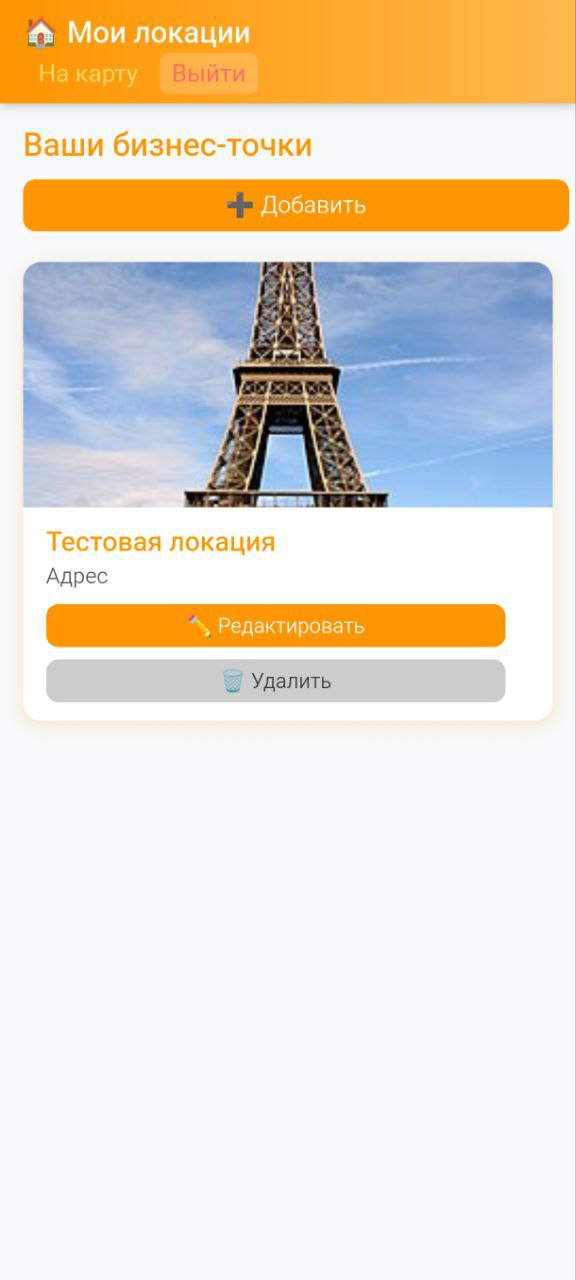 🏠 Мои локации
На карту Выйти
Ваши бизнес-точки
➕ Добавить
Тестовая локация
Адрес
✏️ Редактировать
🗑️ Удалить